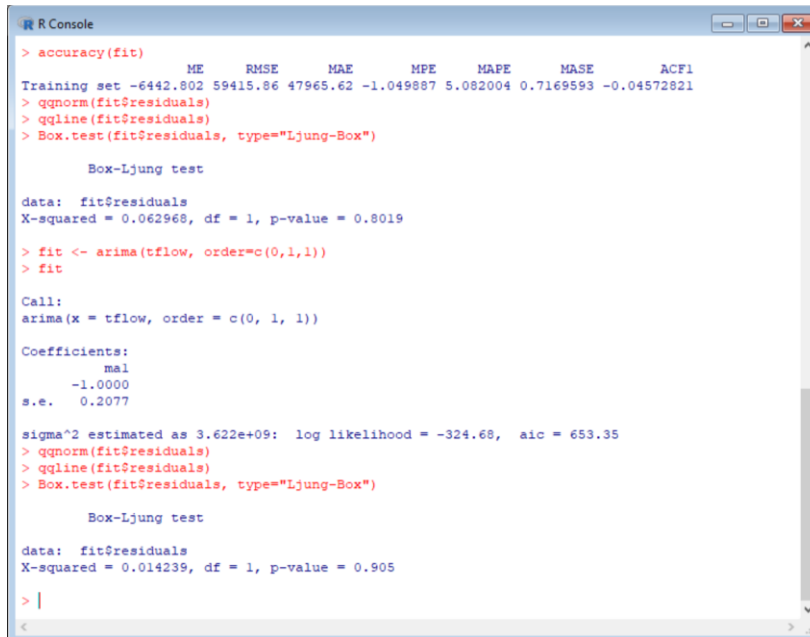 R Console
> accuracy(fit)
ME RMSE MAE MPE MAPE MASE ACF1
Training set -6442.802 59415.86 47965.62 -1.049887 5.082004 0.7169593 -0.04572821
> qqnorm(fit$residuals)
> qqline(fit$residuals)
> Box.test(fit$residuals, type="Ljung-Box")
Box-Ljung test
data: fit$residuals
X-squared = 0.062968, df = 1, p-value = 0.8019
> fit <- arima(tflow, order=c(0,1,1))
> fit
Call:
arima(x = tflow, order = c(0, 1, 1))
Coefficients:
ma1
-1.0000
s.e. 0.2077
sigma^2 estimated as 3.622e+09: log likelihood = -324.68, aic = 653.35
> qqnorm(fit$residuals)
> qqline(fit$residuals)
> Box.test(fit$residuals, type="Ljung-Box")
Box-Ljung test
data: fit$residuals
X-squared = 0.014239, df = 1, p-value = 0.905
>